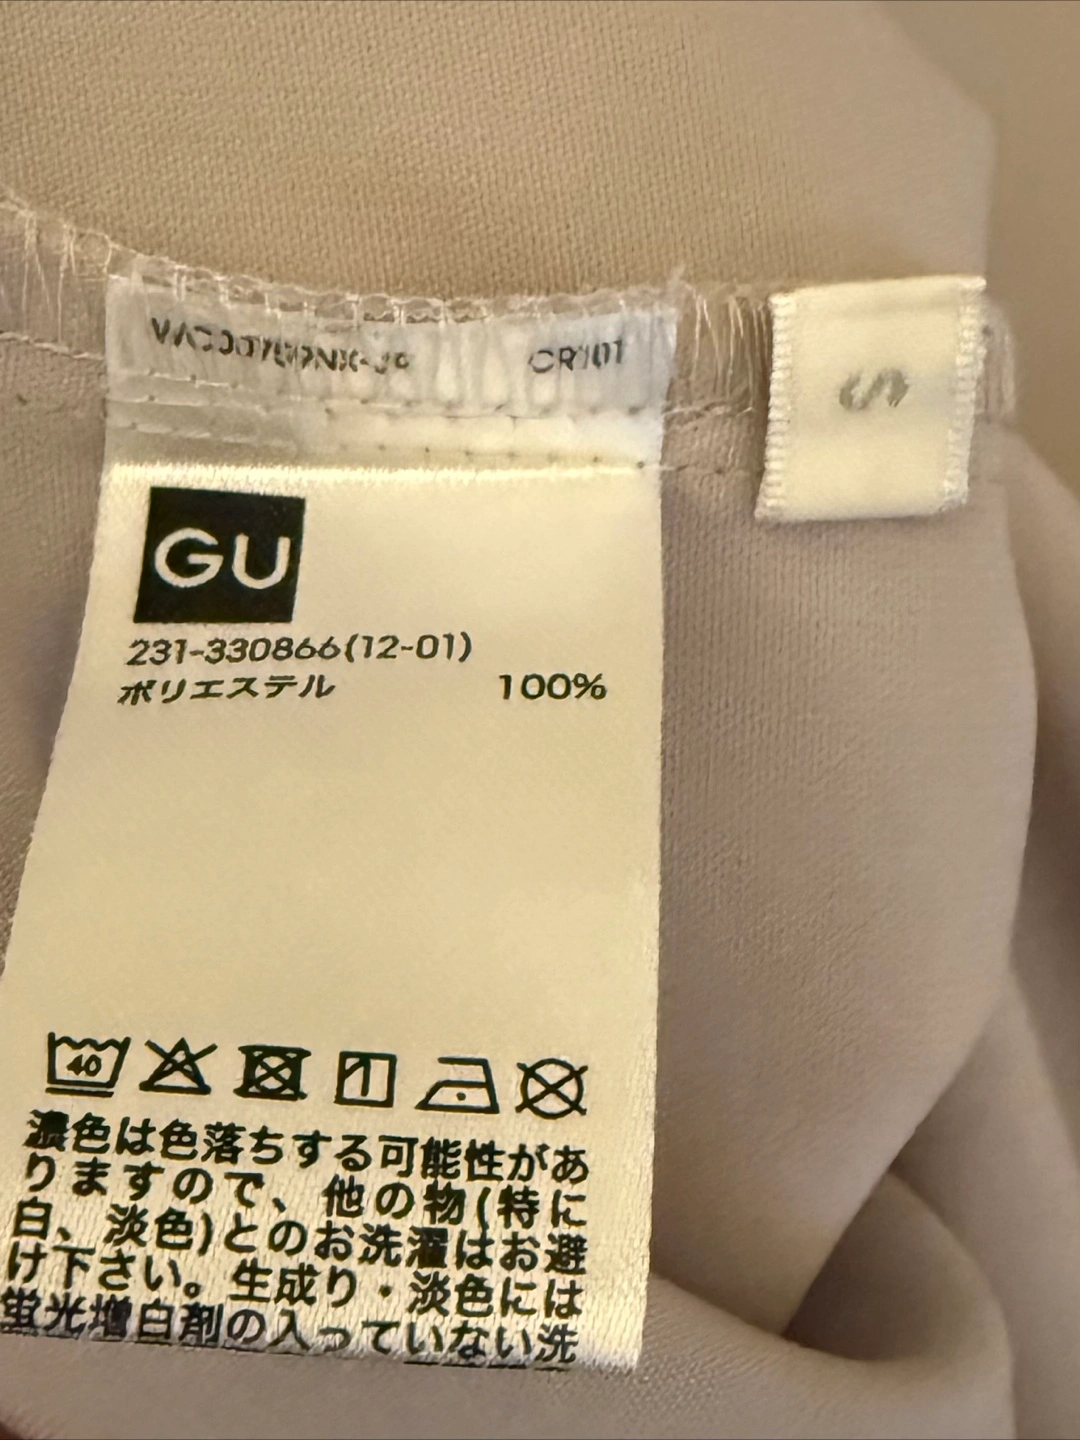 CR101
S
GU
231-330866(12-01)
ポリエステル 100%
40
濃色は色落ちする可能性があ
りますので、他の物(特に
白、淡色)とのお洗濯はお避
け下さい。生成り・淡色には
蛍光増白剤の入っていない洗